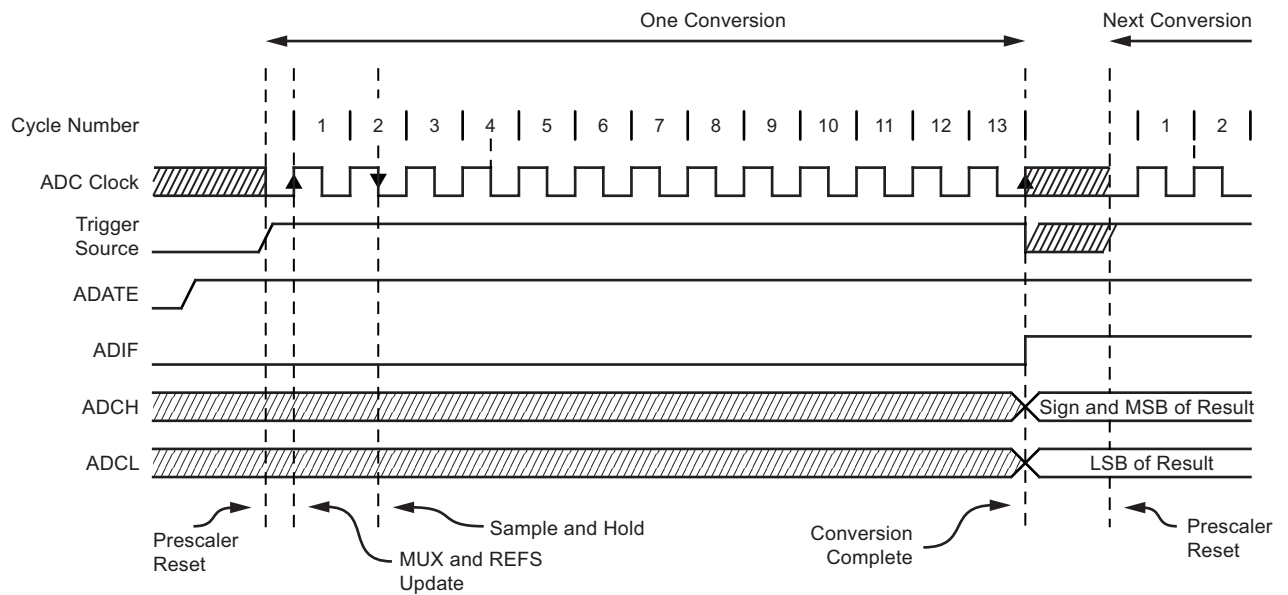 One Conversion
Next Conversion
Cycle Number
1 2 3 4 5 6 7 8 9 10 11 12 13 1 2
ADC Clock
Trigger
Source
ADATE
ADIF
ADCH
Sign and MSB of Result
ADCL
LSB of Result
Prescaler
Reset
MUX and REFS
Update
Sample and Hold
Conversion
Complete
Prescaler
Reset